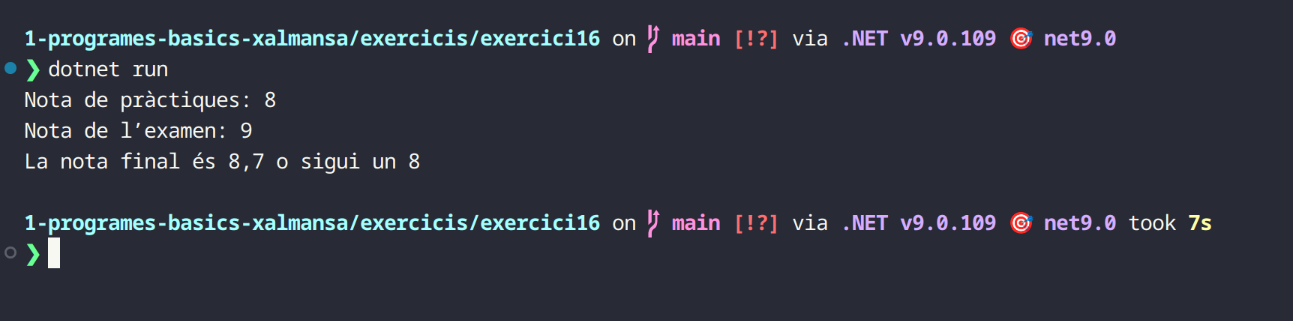 1-programes-basics-xalmansa/exercicis/exercici16 on main [!?] via .NET v9.0.109 🎯 net9.0
❯ dotnet run
Nota de pràctiques: 8
Nota de l’examen: 9
La nota final és 8,7 o sigui un 8
1-programes-basics-xalmansa/exercicis/exercici16 on main [!?] via .NET v9.0.109 🎯 net9.0 took 7s
❯